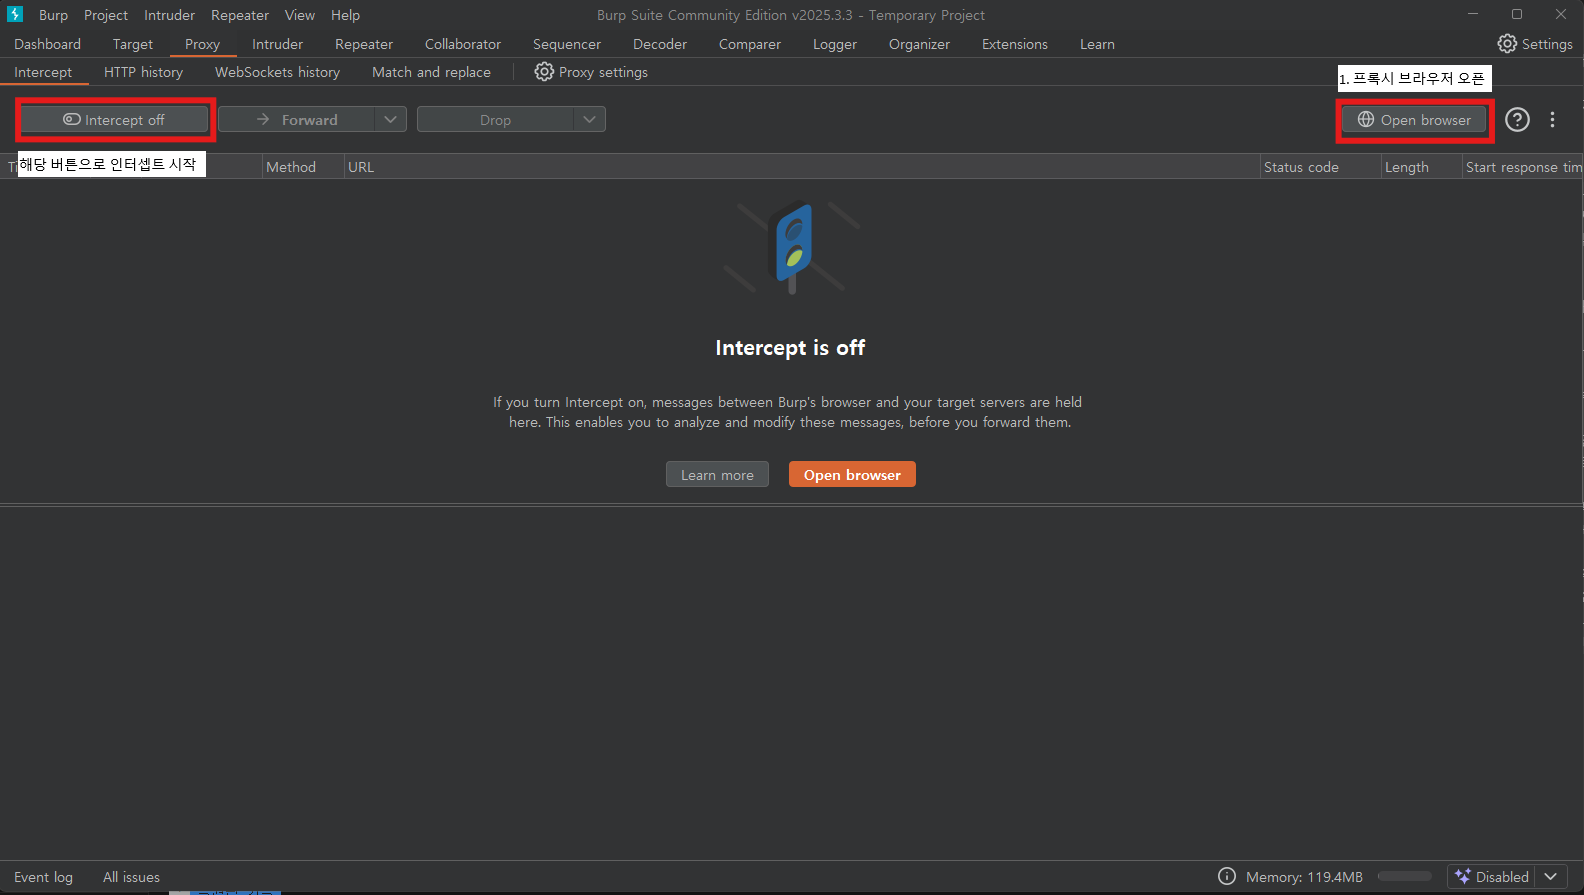 Burp Project Intruder Repeater View Help Burp Suite Community Edition v2025.3.3 - Temporary Project
Dashboard Target Proxy Intruder Repeater Collaborator Sequencer Decoder Comparer Logger Organizer Extensions Learn Settings
Intercept HTTP history WebSockets history Match and replace Proxy settings
1. 프록시 브라우저 오픈
Intercept off Forward Drop Open browser
해당 버튼으로 인터셉트 시작
Method URL Status code Length Start response tim
Intercept is off
If you turn Intercept on, messages between Burp's browser and your target servers are held
here. This enables you to analyze and modify these messages, before you forward them.
Learn more Open browser
Event log All issues Memory: 119.4MB Disabled